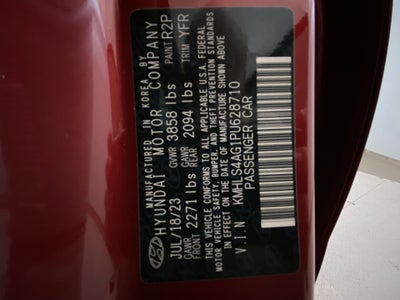 MANUFACTURED IN KOREA BY
HYUNDAI MOTOR COMPANY
JUL/18/23 GVWR 3858 lbs PAINT R2P
GAWR FRONT 2271 lbs GAWR REAR 2094 lbs TRIM YFR
THIS VEHICLE CONFORMS TO ALL APPLICABLE U.S.A. FEDERAL
MOTOR VEHICLE SAFETY, BUMPER AND THEFT PREVENTION STANDARDS
IN EFFECT ON THE DATE OF MANUFACTURE SHOWN ABOVE.
V.I.N KMHLS4AG1PU628710
PASSENGER CAR